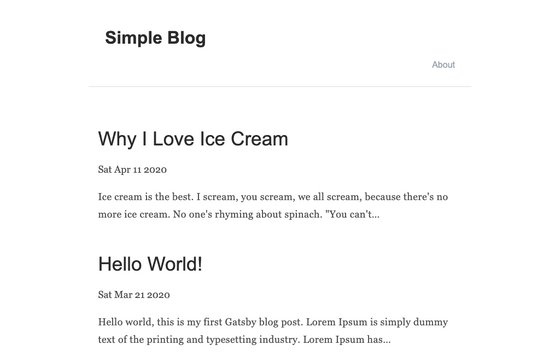 Simple Blog
About
Why I Love Ice Cream
Sat Apr 11 2020
Ice cream is the best. I scream, you scream, we all scream, because there's no
more ice cream. No one's rhyming about spinach. "You can't...
Hello World!
Sat Mar 21 2020
Hello world, this is my first Gatsby blog post. Lorem Ipsum is simply dummy
text of the printing and typesetting industry. Lorem Ipsum has...